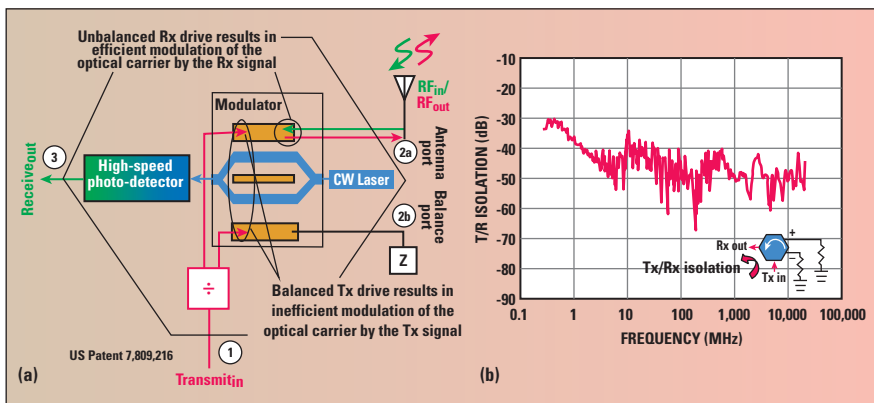 Unbalanced Rx drive results in
efficient modulation of the
optical carrier by the Rx signal
RFin/
RFout
Modulator
Antenna
port
2a
3
Receiveout
High-speed
photo-detector
CW Laser
Balance
port
2b
Z
÷
Balanced Tx drive results in
inefficient modulation of the
optical carrier by the Tx signal
1
US Patent 7,809,216
(a)
Transmitin
-10
-20
-30
-40
-50
-60
-70
-80
-90
T/R ISOLATION (dB)
Rx out
+
–
Tx/Rx isolation
Tx in
0.1
1
10
100
1,000
10,000
100,000
FREQUENCY (MHz)
(b)